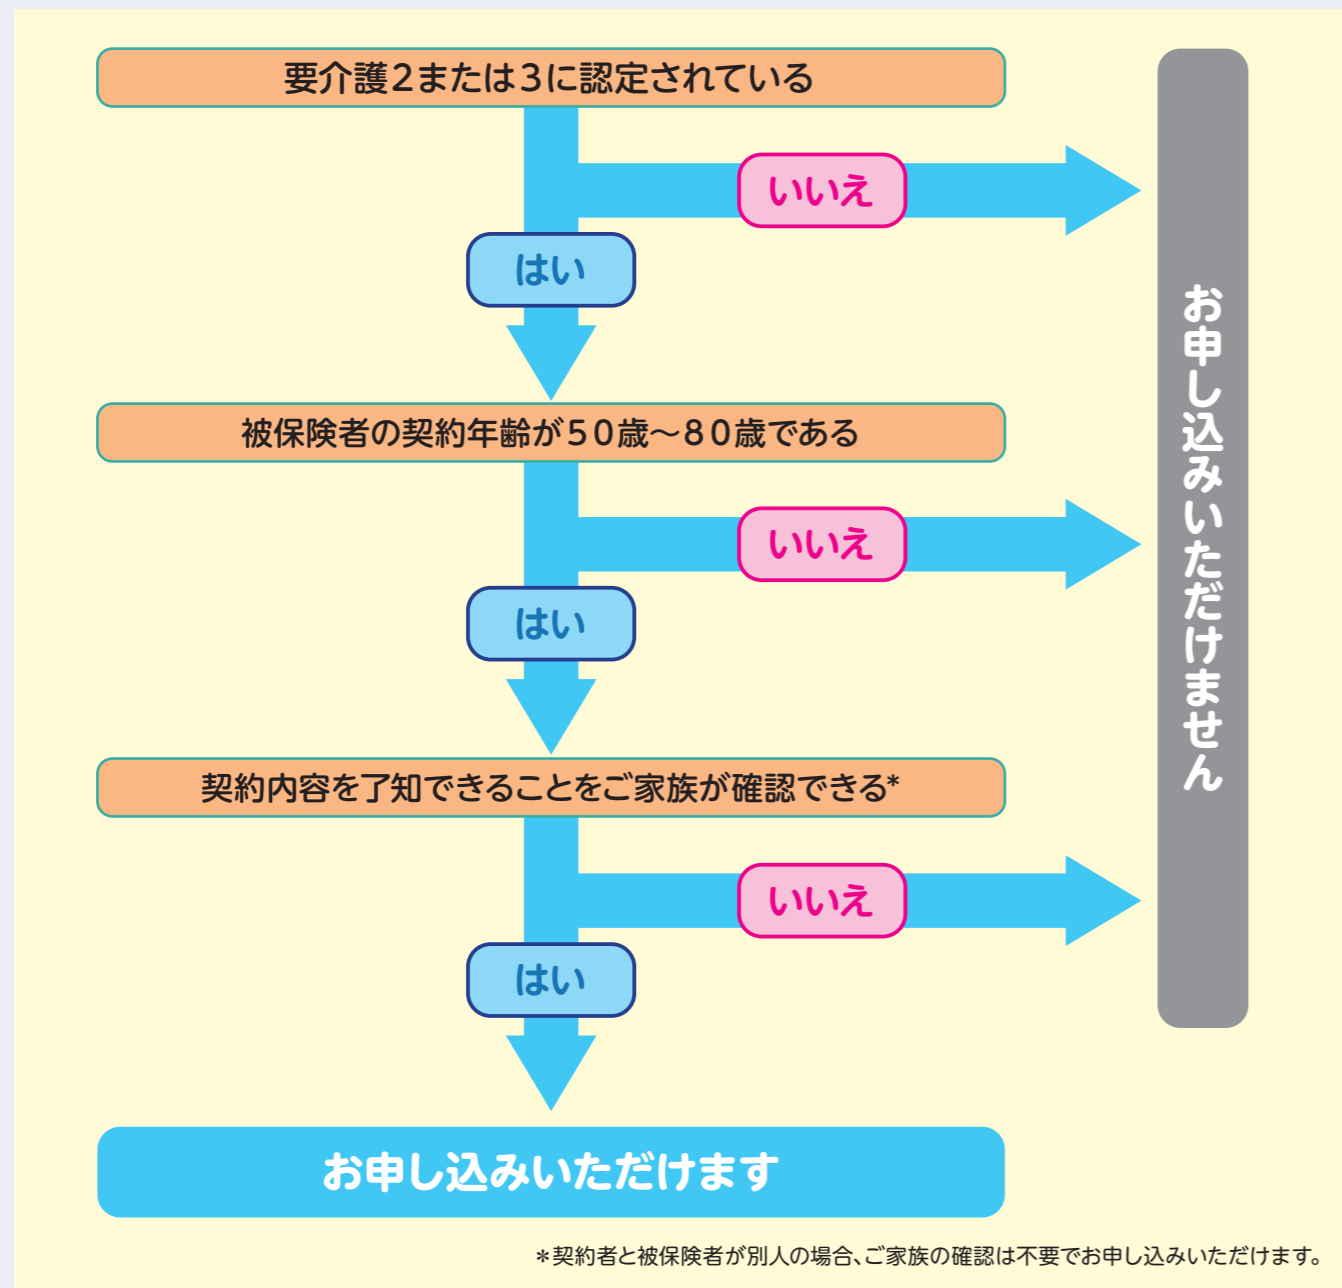 要介護２または３に認定されている
いいえ
はい
被保険者の契約年齢が５０歳～８０歳である
いいえ
はい
契約内容を了知できることをご家族が確認できる*
いいえ
はい
お申し込みいただけます
お申し込みいただけません
*契約者と被保険者が別人の場合、ご家族の確認は不要でお申し込みいただけます。